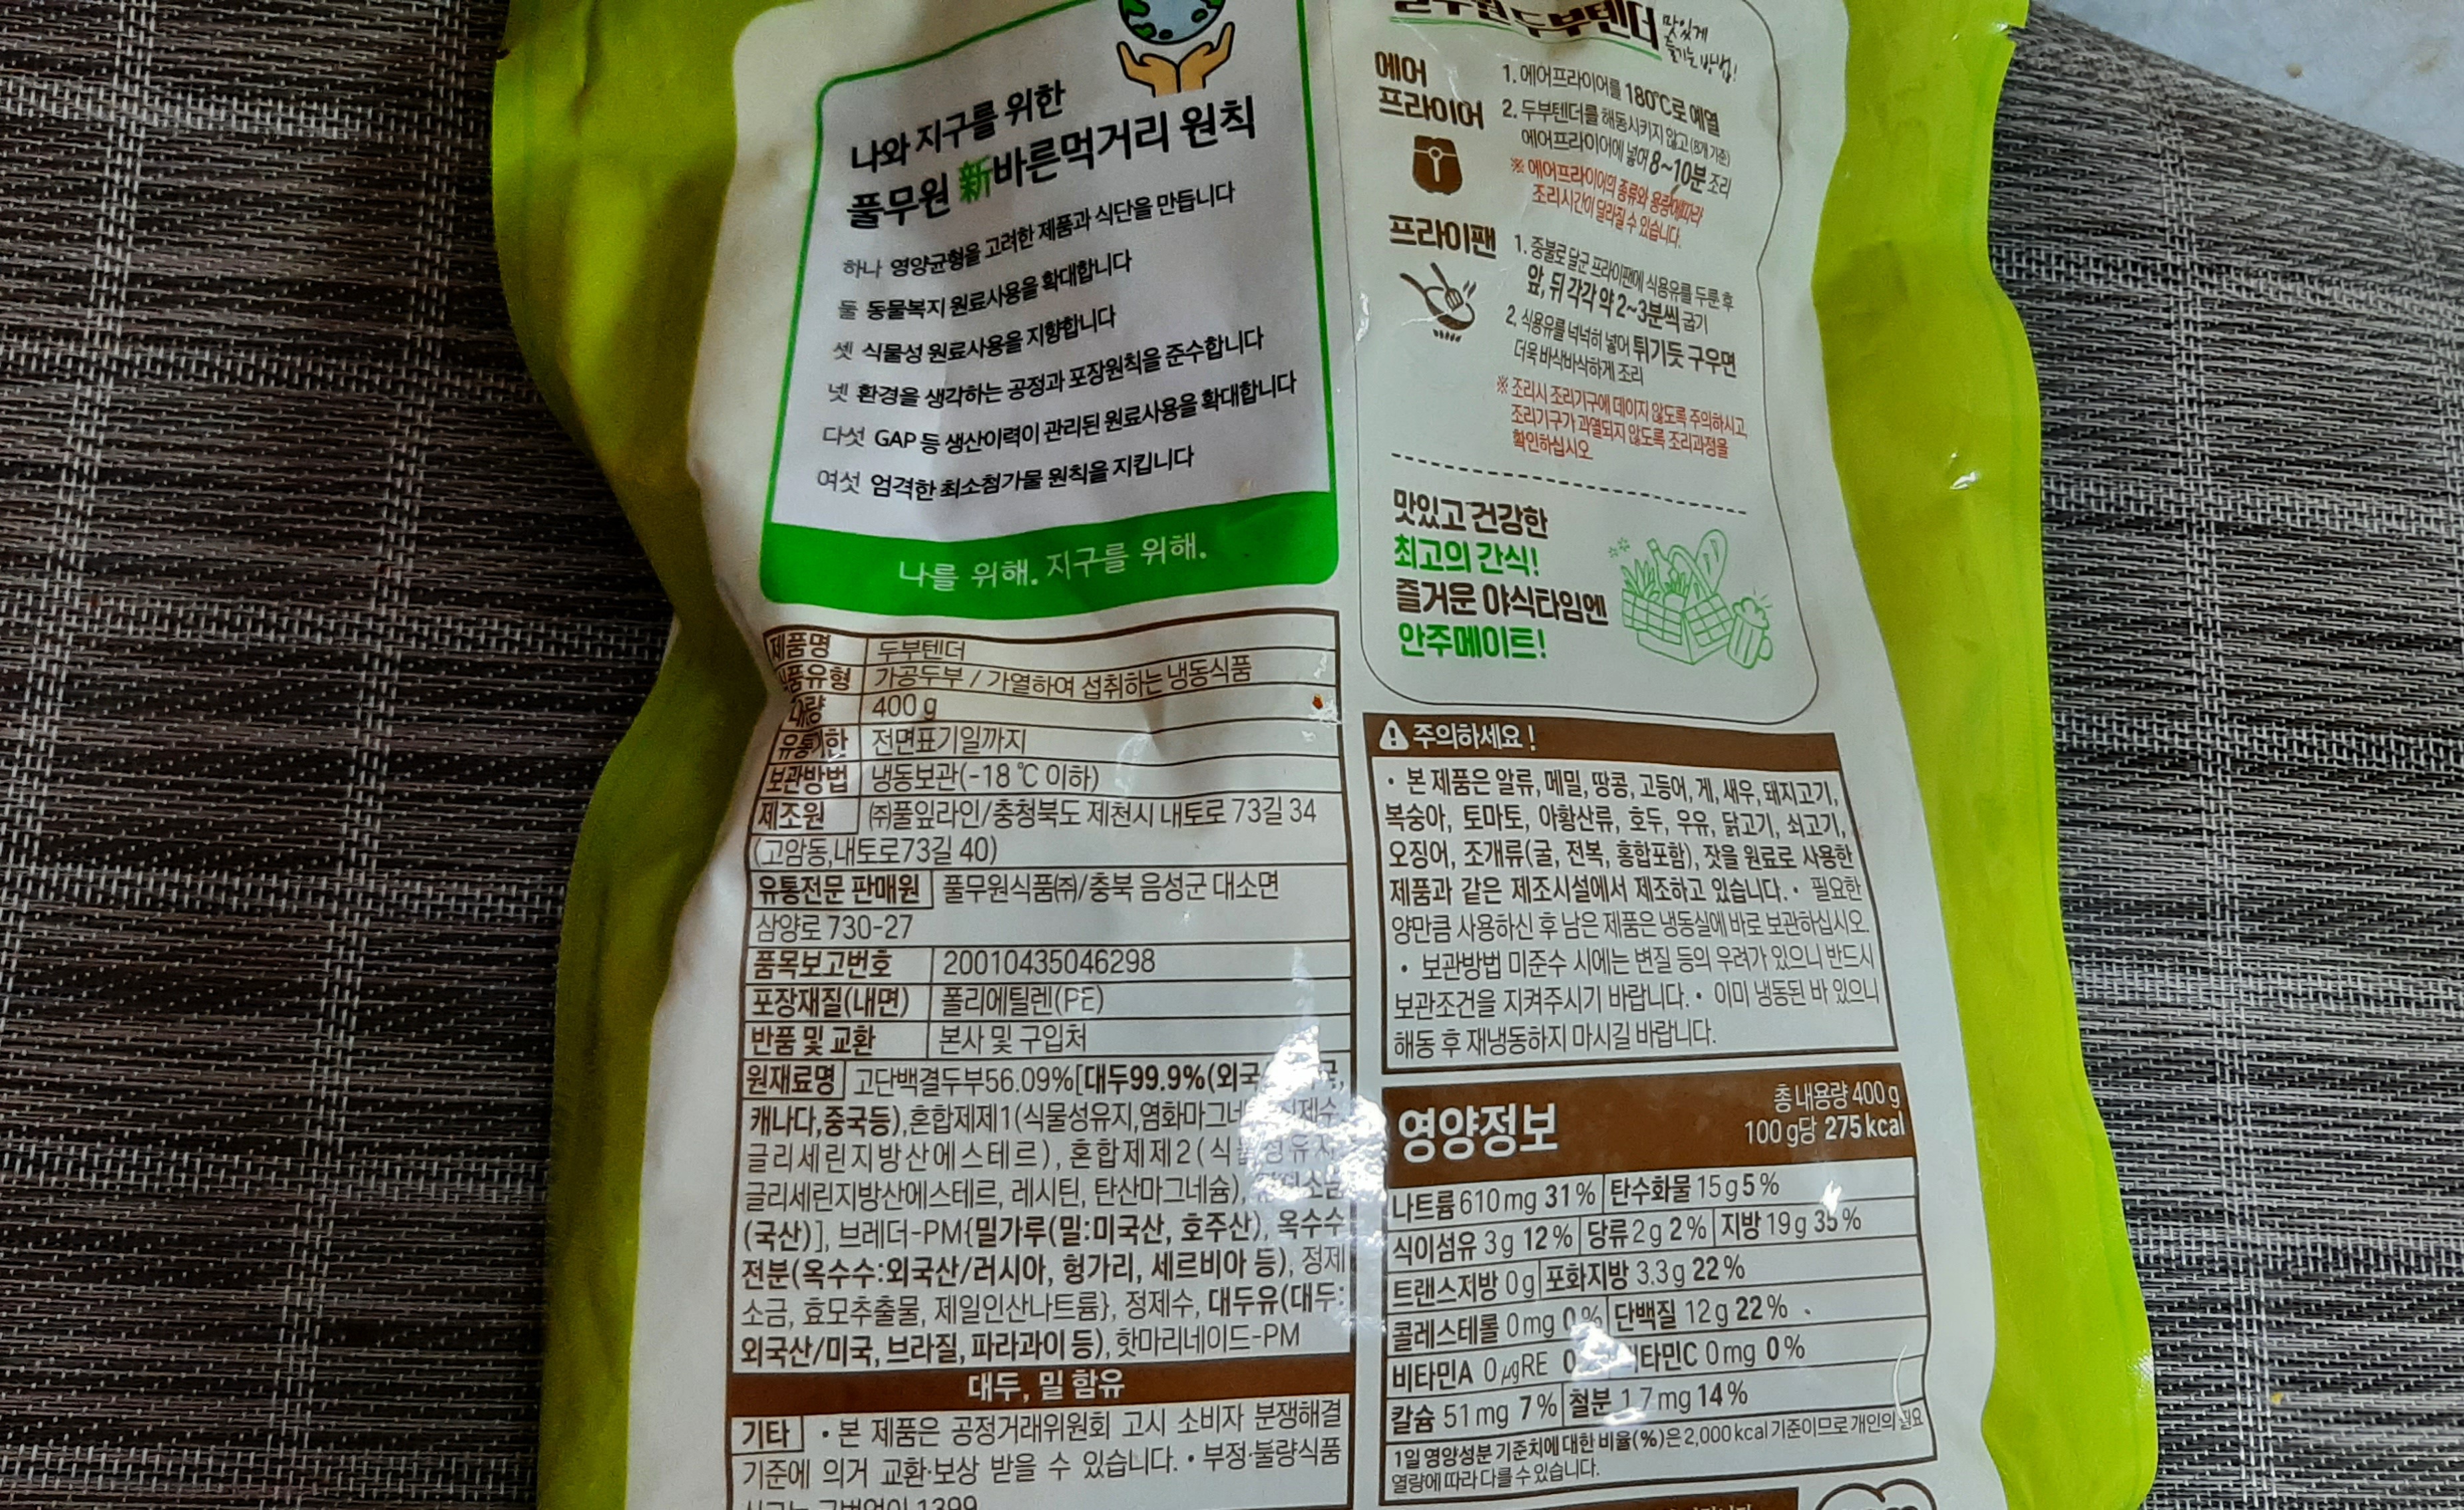 나와 지구를 위한
풀무원 新바른먹거리 원칙
하나 영양균형을 고려한 제품과 식단을 만듭니다
둘 동물복지 원료사용을 확대합니다
셋 식물성 원료사용을 지향합니다
넷 환경을 생각하는 공정과 포장원칙을 준수합니다
다섯 GAP 등 생산이력이 관리된 원료사용을 확대합니다
여섯 엄격한 최소첨가물 원칙을 지킵니다
나를 위해. 지구를 위해.
제품명 두부텐더
품유형 가공두부 / 가열하여 섭취하는 냉동식품
내용량 400 g
유통기한 전면표기일까지
보관방법 냉동보관(-18 ℃ 이하)
제조원 ㈜풀잎라인/충청북도 제천시 내토로 73길 34
(고암동,내토로73길 40)
유통전문 판매원 풀무원식품㈜/충북 음성군 대소면
삼양로 730-27
품목보고번호 20010435046298
포장재질(내면) 폴리에틸렌(PE)
반품 및 교환 본사 및 구입처
원재료명 고단백결두부56.09%[대두99.9%(외국
캐나다,중국등),혼합제제1(식물성유지,염화마그네
글리세린지방산에스테르), 혼합제제2(식물성유지,
글리세린지방산에스테르, 레시틴, 탄산마그네슘),
(국산)], 브레더-PM{밀가루(밀:미국산, 호주산), 옥수수
전분(옥수수:외국산/러시아, 헝가리, 세르비아 등), 정제
소금, 효모추출물, 제일인산나트륨}, 정제수, 대두유(대두:
외국산/미국, 브라질, 파라과이 등), 핫마리네이드-PM
대두, 밀 함유
기타 • 본 제품은 공정거래위원회 고시 소비자 분쟁해결
기준에 의거 교환·보상 받을 수 있습니다. • 부정·불량식품
1399
두부텐더 맛있게
즐기는 방법!
에어
프라이어
1. 에어프라이어를 180℃로 예열
2. 두부텐더를 해동시키지 않고 (8개 기준)
에어프라이어에 넣어 8~10분 조리
※ 에어프라이어의 종류와 용량에 따라
조리시간이 달라질 수 있습니다.
프라이팬
1. 중불로 달군 프라이팬에 식용유를 두룬 후
앞, 뒤 각각 약 2~3분씩 굽기
2. 식용유를 넉넉히 넣어 튀기듯 구우면
더욱 바삭바삭하게 조리
※ 조리시 조리기구에 데이지 않도록 주의하시고
조리기구가 과열되지 않도록 조리과정을
확인하십시오
맛있고 건강한
최고의 간식!
즐거운 야식타임엔
안주메이트!
주의하세요 !
• 본 제품은 알류, 메밀, 땅콩, 고등어, 게, 새우, 돼지고기,
복숭아, 토마토, 아황산류, 호두, 우유, 닭고기, 쇠고기,
오징어, 조개류(굴, 전복, 홍합포함), 잣을 원료로 사용한
제품과 같은 제조시설에서 제조하고 있습니다. • 필요한
양만큼 사용하신 후 남은 제품은 냉동실에 바로 보관하십시오.
• 보관방법 미준수 시에는 변질 등의 우려가 있으니 반드시
보관조건을 지켜주시기 바랍니다. • 이미 냉동된 바 있으니
해동 후 재냉동하지 마시길 바랍니다.
영양정보
총 내용량 400 g
100 g당 275 kcal
나트륨 610 mg 31 % 탄수화물 15 g 5 %
식이섬유 3 g 12 % 당류 2 g 2 % 지방 19 g 35 %
트랜스지방 0 g 포화지방 3.3 g 22 %
콜레스테롤 0 mg 0 % 단백질 12 g 22 %
비타민A 0 μgRE 0 비타민C 0 mg 0 %
칼슘 51 mg 7 % 철분 1.7 mg 14 %
1일 영양성분 기준치에 대한 비율(%)은 2,000 kcal 기준이므로 개인의 필요
열량에 따라 다를 수 있습니다.